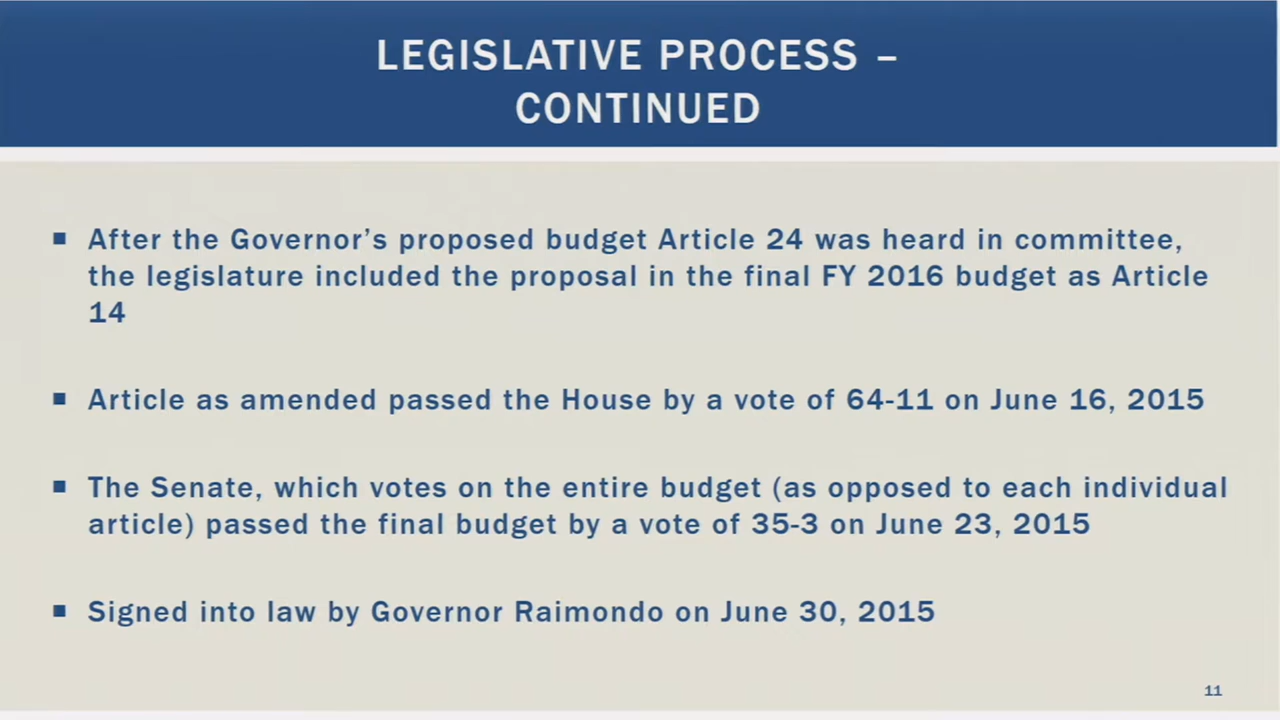 LEGISLATIVE PROCESS –
CONTINUED
▪ After the Governor’s proposed budget Article 24 was heard in committee,
the legislature included the proposal in the final FY 2016 budget as Article
14
▪ Article as amended passed the House by a vote of 64-11 on June 16, 2015
▪ The Senate, which votes on the entire budget (as opposed to each individual
article) passed the final budget by a vote of 35-3 on June 23, 2015
▪ Signed into law by Governor Raimondo on June 30, 2015
11